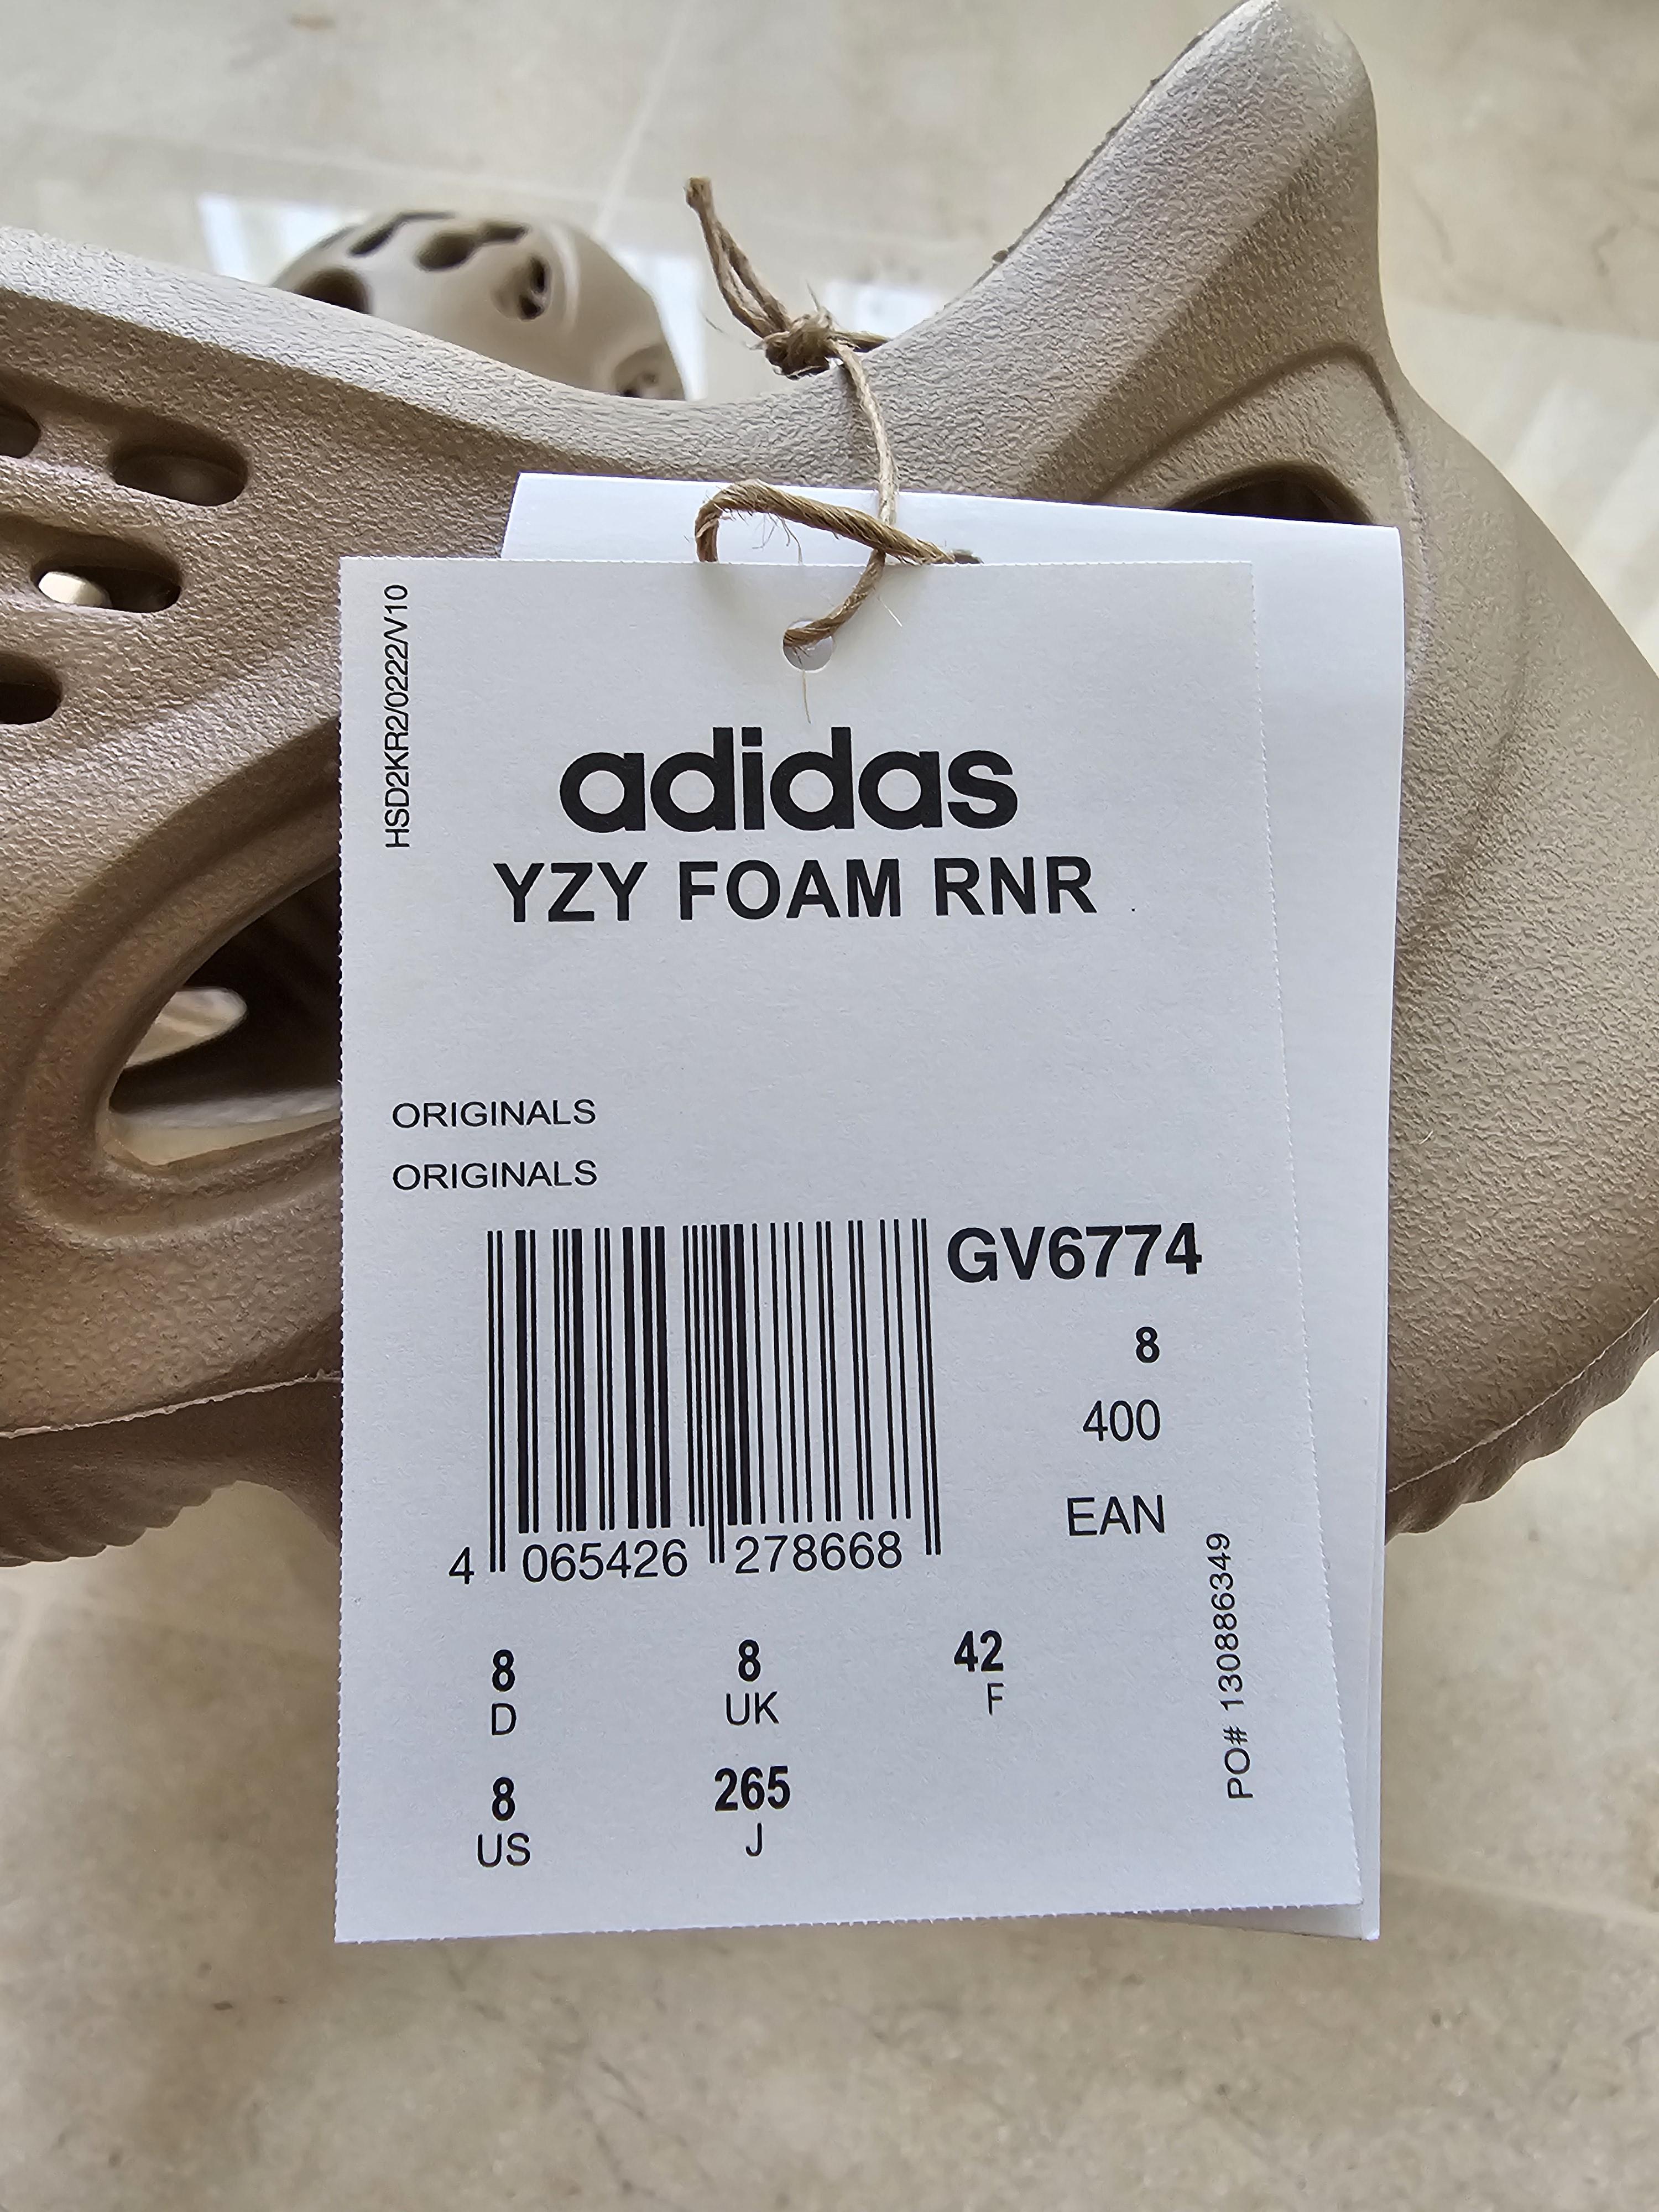 HSD2KR2/0222/V10
adidas
YZY FOAM RNR
ORIGINALS
ORIGINALS
GV6774
8
400
EAN
4 065426 278668
8 8 42
D UK F
8 265
US J
PO# 130886349